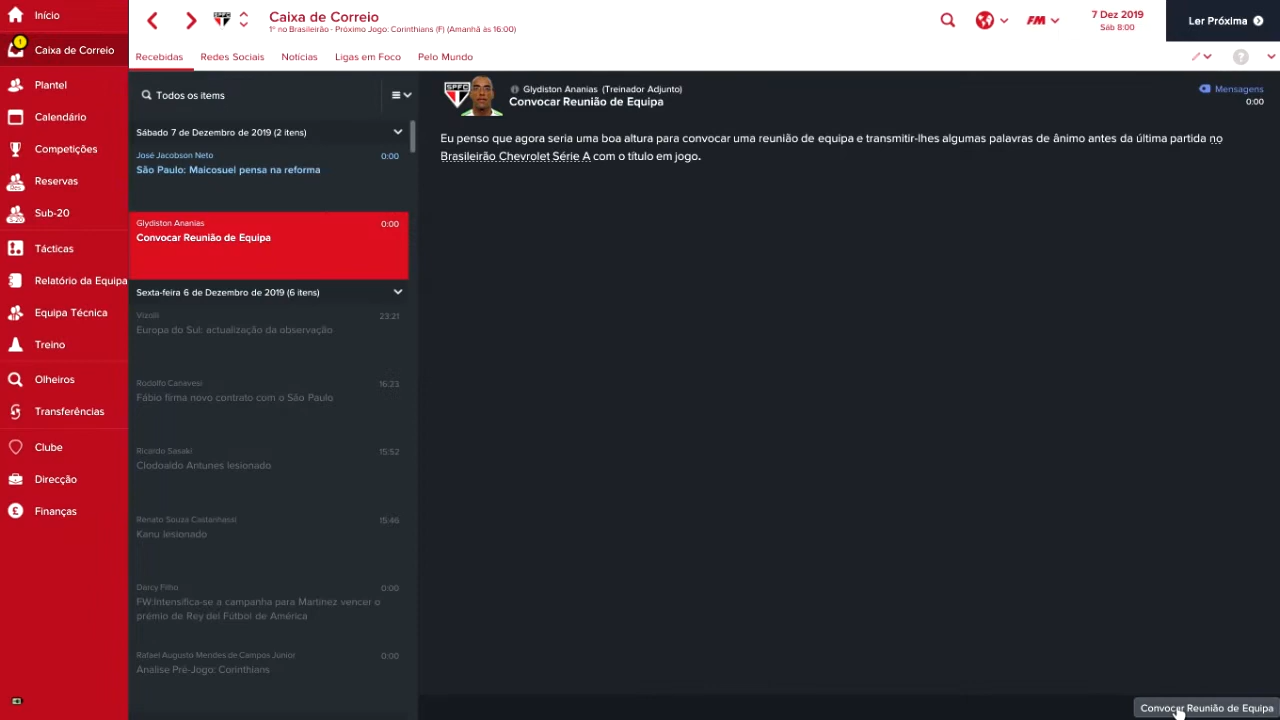 Início
Caixa de Correio
1
Plantel
Calendário
Competições
Reservas
Sub-20
Tácticas
Relatório da Equipa
Equipa Técnica
Treino
Olheiros
Transferências
Clube
Direcção
Finanças
Caixa de Correio
1º no Brasileirão - Próximo Jogo: Corinthians (F) (Amanhã às 16:00)
FM
7 Dez 2019
Sáb 8:00
Ler Próxima
Recebidas
Redes Sociais
Notícias
Ligas em Foco
Pelo Mundo
Todos os items
Sábado 7 de Dezembro de 2019 (2 itens)
José Jacobson Neto 0:00
São Paulo: Maicosuel pensa na reforma
Glydiston Ananias 0:00
Convocar Reunião de Equipa
Sexta-feira 6 de Dezembro de 2019 (6 itens)
Vizolli 23:21
Europa do Sul: actualização da observação
Rodolfo Canavesi 16:23
Fábio firma novo contrato com o São Paulo
Ricardo Sasaki 15:52
Clodoaldo Antunes lesionado
Renato Souza Castanhassi 15:46
Kanu lesionado
Darcy Filho 0:00
FW:Intensifica-se a campanha para Martínez vencer o
prémio de Rey del Fútbol de América
Rafael Augusto Mendes de Campos Júnior 0:00
Análise Pré-Jogo: Corinthians
SPFC
Glydiston Ananias (Treinador Adjunto)
Convocar Reunião de Equipa
Mensagens
0:00
Eu penso que agora seria uma boa altura para convocar uma reunião de equipa e transmitir-lhes algumas palavras de ânimo antes da última partida no
Brasileirão Chevrolet Série A com o título em jogo.
Convocar Reunião de Equipa